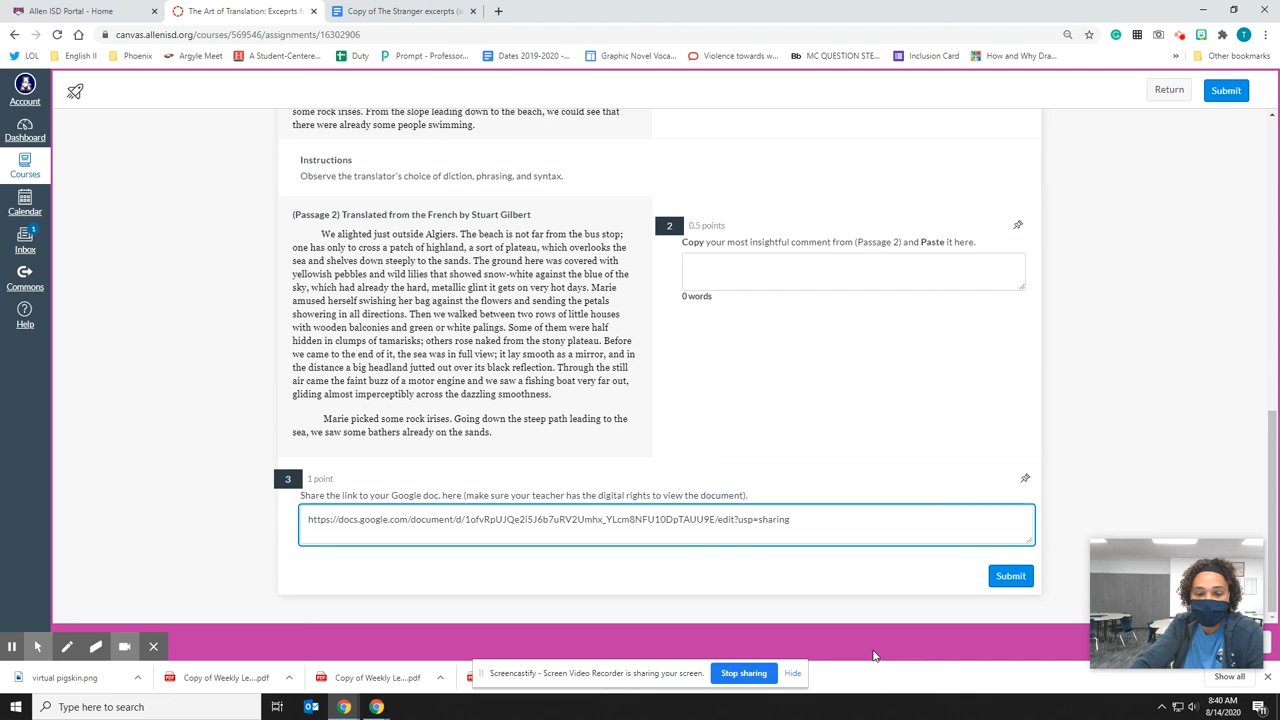 Allen ISD Portal - Home
The Art of Translation: Excerpts f
Copy of The Stranger excerpts (s
canvas.allenisd.org/courses/569546/assignments/16302906
T
LOL
English II
Phoenix
Argyle Meet
A Student-Centere...
Duty
Prompt - Professor...
Dates 2019-2020 -...
Graphic Novel Voca...
Violence towards w...
Bb MC QUESTION STE...
Inclusion Card
How and Why Dra...
»
Other bookmarks
Account
Dashboard
Courses
Calendar
1
Inbox
Commons
Help
Return
Submit
some rock irises. From the slope leading down to the beach, we could see that
there were already some people swimming.
Instructions
Observe the translator's choice of diction, phrasing, and syntax.
(Passage 2) Translated from the French by Stuart Gilbert
We alighted just outside Algiers. The beach is not far from the bus stop;
one has only to cross a patch of highland, a sort of plateau, which overlooks the
sea and shelves down steeply to the sands. The ground here was covered with
yellowish pebbles and wild lilies that showed snow-white against the blue of the
sky, which had already the hard, metallic glint it gets on very hot days. Marie
amused herself swishing her bag against the flowers and sending the petals
showering in all directions. Then we walked between two rows of little houses
with wooden balconies and green or white palings. Some of them were half
hidden in clumps of tamarisks; others rose naked from the stony plateau. Before
we came to the end of it, the sea was in full view; it lay smooth as a mirror, and in
the distance a big headland jutted out over its black reflection. Through the still
air came the faint buzz of a motor engine and we saw a fishing boat very far out,
gliding almost imperceptibly across the dazzling smoothness.
Marie picked some rock irises. Going down the steep path leading to the
sea, we saw some bathers already on the sands.
2
0.5 points
Copy your most insightful comment from (Passage 2) and Paste it here.
0 words
3
1 point
Share the link to your Google doc. here (make sure your teacher has the digital rights to view the document).
https://docs.google.com/document/d/1ofvRpUJQe2i5J6b7uRV2Umhx_YLcm8NFU10DpTAUU9E/edit?usp=sharing
Submit
virtual pigskin.png
Copy of Weekly Le....pdf
Copy of Weekly Le....pdf
Screencastify - Screen Video Recorder is sharing your screen.
Stop sharing
Hide
Show all
Type here to search
8:40 AM
8/14/2020